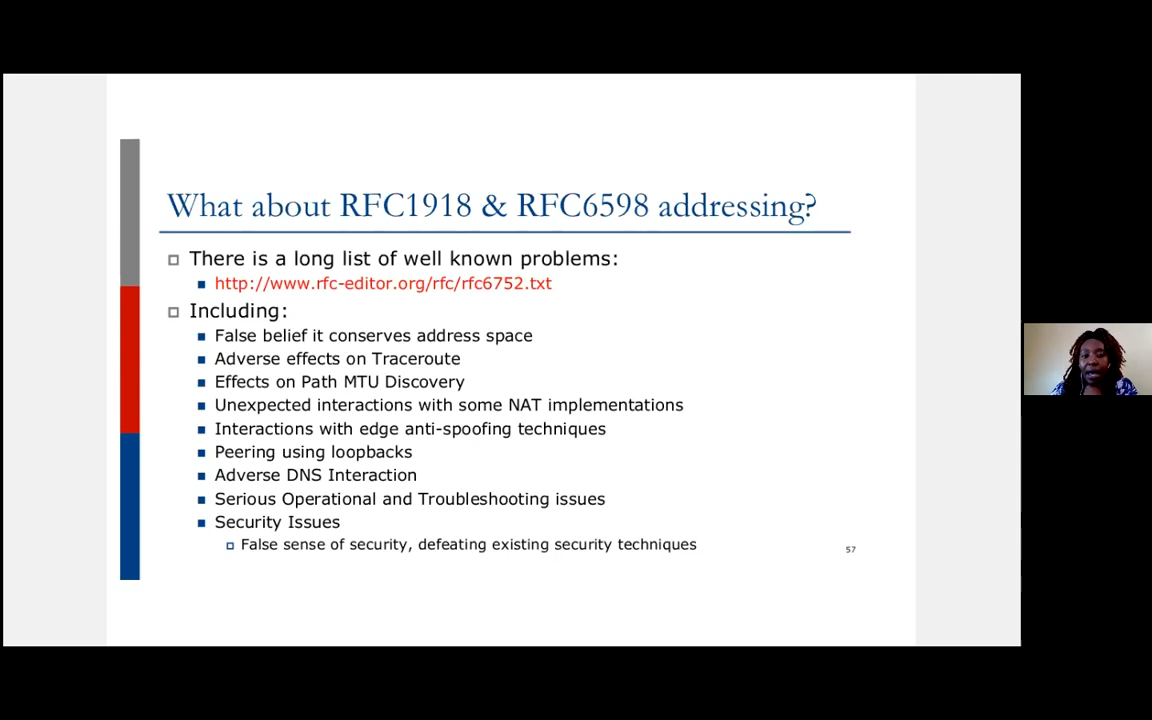 What about RFC1918 & RFC6598 addressing?
There is a long list of well known problems:
http://www.rfc-editor.org/rfc/rfc6752.txt
Including:
False belief it conserves address space
Adverse effects on Traceroute
Effects on Path MTU Discovery
Unexpected interactions with some NAT implementations
Interactions with edge anti-spoofing techniques
Peering using loopbacks
Adverse DNS Interaction
Serious Operational and Troubleshooting issues
Security Issues
False sense of security, defeating existing security techniques
57